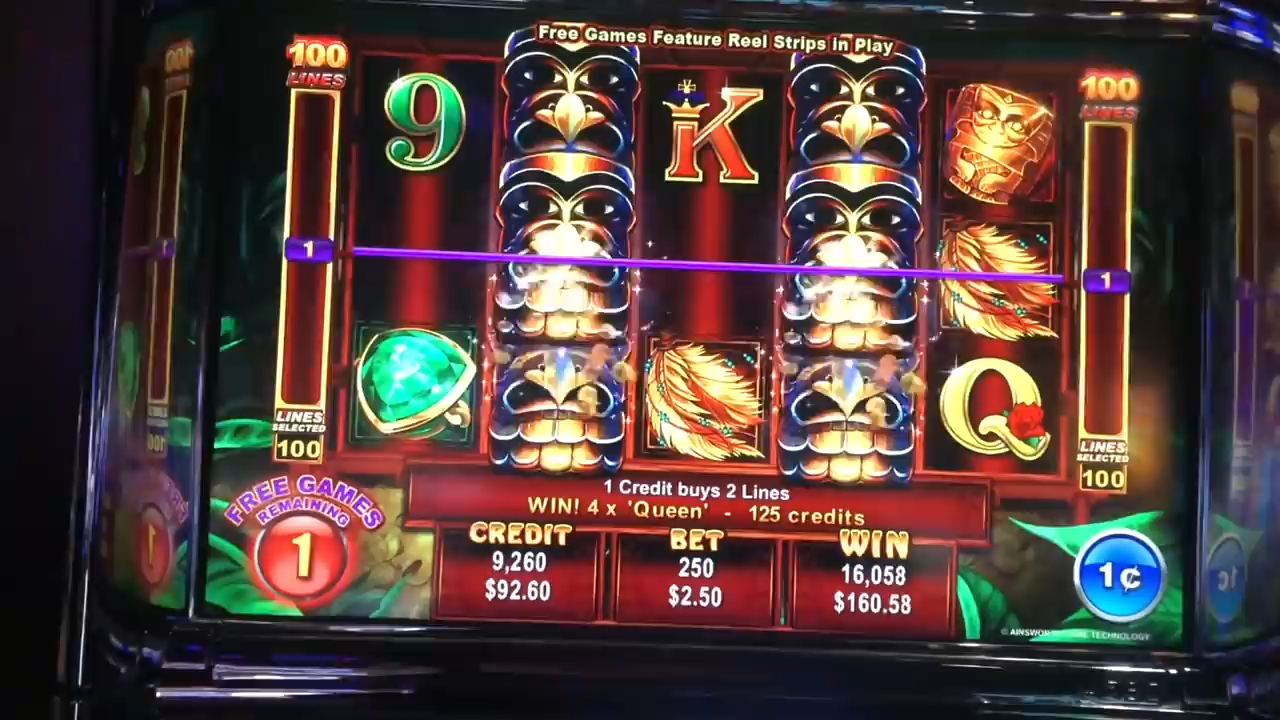 Free Games Feature Reel Strips in Play
100
LINES
100
LINES
9
K
1
1
Q
LINES
SELECTED
100
LINES
SELECTED
100
1 Credit buys 2 Lines
WIN! 4 x 'Queen' - 125 credits
FREE GAMES
REMAINING
1
CREDIT
9,260
$92.60
BET
250
$2.50
WIN
16,058
$160.58
1¢
TECHNOLOGY